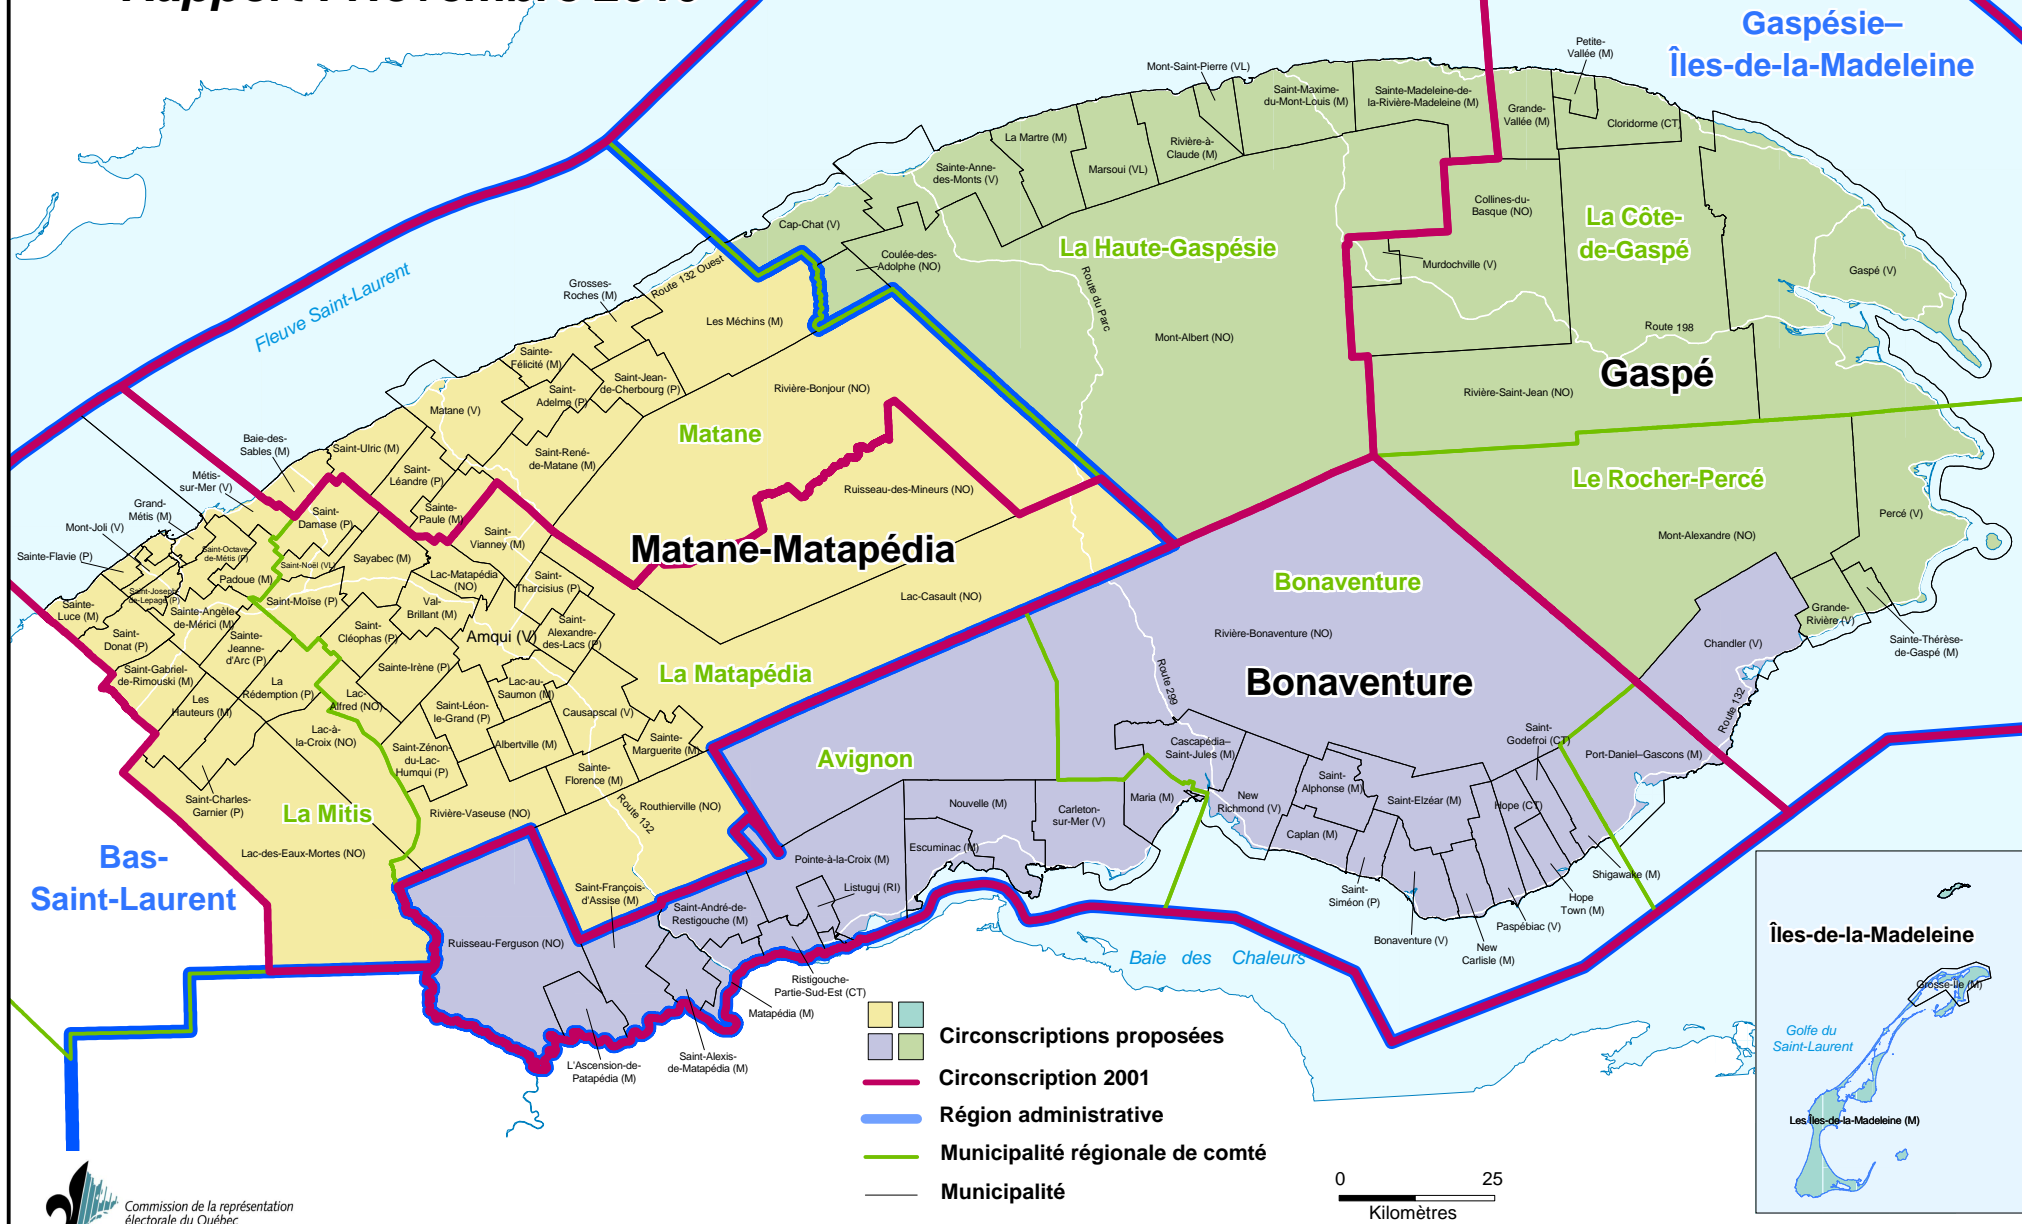 Rapport : Novembre 2010
Gaspésie–
Îles-de-la-Madeleine
Petite-
Vallée (M)
Mont-Saint-Pierre (VL)
Saint-Maxime-
du-Mont-Louis (M)
Sainte-Madeleine-de-
la-Rivière-Madeleine (M)
Grande-
Vallée (M)
Cloridorme (CT)
La Martre (M)
Rivière-à-
Claude (M)
Marsoui (VL)
Sainte-Anne-
des-Monts (V)
Collines-du-
Basque (NO)
La Côte-
de-Gaspé
Cap-Chat (V)
La Haute-Gaspésie
Coulée-des-
Adolphe (NO)
Murdochville (V)
Gaspé (V)
Route 132 Ouest
Grosses-
Roches (M)
Route du Parc
Fleuve Saint-Laurent
Les Méchins (M)
Mont-Albert (NO)
Route 198
Sainte-
Félicité (M)
Saint-Jean-
de-Cherbourg (P)
Saint-
Adelme (P)
Rivière-Bonjour (NO)
Rivière-Saint-Jean (NO)
Gaspé
Matane (V)
Matane
Baie-des-
Sables (M)
Saint-Ulric (M)
Saint-René-
de-Matane (M)
Saint-
Léandre (P)
Métis-
sur-Mer (V)
Ruisseau-des-Mineurs (NO)
Le Rocher-Percé
Grand-
Métis (M)
Mont-Joli (V)
Saint-
Damase (P)
Sainte-
Paule (M)
Saint-
Vianney (M)
Percé (V)
Mont-Alexandre (NO)
Sainte-Flavie (P)
Saint-Octave-
de-Métis (P)
Sayabec (M)
Matane-Matapédia
Saint-Noël (VL)
Padoue (M)
Lac-Matapédia
(NO)
Saint-
Tharcisius (P)
Bonaventure
Saint-Joseph-
de-Lepage (P)
Saint-Moïse (P)
Lac-Casault (NO)
Sainte-
Luce (M)
Sainte-Angèle-
de-Mérici (M)
Val-
Brillant (M)
Grande-
Rivière (V)
Saint-
Donat (P)
Sainte-
Jeanne-
d'Arc (P)
Saint-
Cléophas (P)
Amqui (V)
Saint-
Alexandre-
des-Lacs (P)
Rivière-Bonaventure (NO)
Chandler (V)
Sainte-Thérèse-
de-Gaspé (M)
Saint-Gabriel-
de-Rimouski (M)
Sainte-Irène (P)
La Matapédia
La
Rédemption (P)
Lac-au-
Saumon (M)
Route 299
Bonaventure
Les
Hauteurs (M)
Lac-
Alfred (NO)
Saint-Léon-
le-Grand (P)
Causapscal (V)
Route 132
Lac-à-
la-Croix (NO)
Albertville (M)
Sainte-
Marguerite (M)
Saint-
Godefroi (CT)
Avignon
Cascapédia–
Saint-Jules (M)
Port-Daniel–Gascons (M)
Saint-Zénon-
du-Lac-
Humqui (P)
Sainte-
Florence (M)
Saint-
Alphonse (M)
Saint-Charles-
Garnier (P)
Rivière-Vaseuse (NO)
Route 132
Routhierville (NO)
Nouvelle (M)
Carleton-
sur-Mer (V)
Maria (M)
New
Richmond (V)
Saint-Elzéar (M)
Hope (CT)
La Mitis
Caplan (M)
Lac-des-Eaux-Mortes (NO)
Pointe-à-la-Croix (M)
Escuminac (M)
Bas-
Saint-Laurent
Saint-François-
d'Assise (M)
Listuguj (RI)
Saint-
Siméon (P)
Shigawake (M)
Hope
Town (M)
Saint-André-de-
Restigouche (M)
Paspébiac (V)
Ruisseau-Ferguson (NO)
Bonaventure (V)
New
Carlisle (M)
Baie des Chaleurs
Îles-de-la-Madeleine
Ristigouche-
Partie-Sud-Est (CT)
Matapédia (M)
Grosse-Île (M)
Golfe du
Saint-Laurent
L'Ascension-de-
Patapédia (M)
Saint-Alexis-
de-Matapédia (M)
Les Îles-de-la-Madeleine (M)
Circonscriptions proposées
Circonscription 2001
Région administrative
Municipalité régionale de comté
Municipalité
0 25
Kilomètres
Commission de la représentation
électorale du Québec